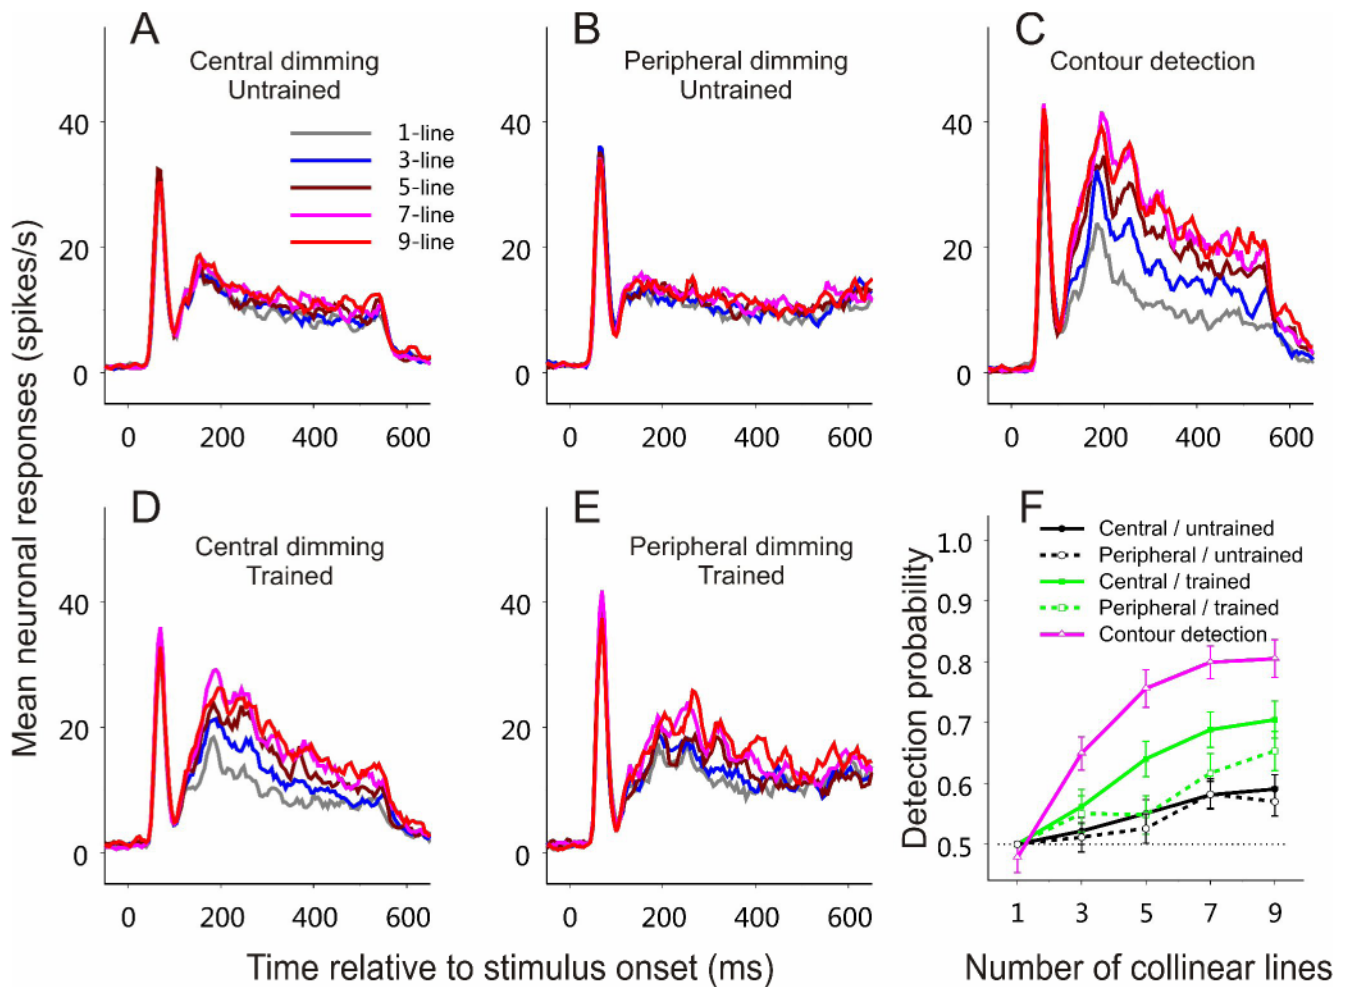 A
Central dimming
Untrained
1-line
3-line
5-line
7-line
9-line
40
20
0
0 200 400 600
B
Peripheral dimming
Untrained
40
20
0
0 200 400 600
C
Contour detection
40
20
0
0 200 400 600
Mean neuronal responses (spikes/s)
D
Central dimming
Trained
40
20
0
0 200 400 600
E
Peripheral dimming
Trained
40
20
0
0 200 400 600
Time relative to stimulus onset (ms)
F
Central / untrained
Peripheral / untrained
Central / trained
Peripheral / trained
Contour detection
Detection probability
1.0
0.9
0.8
0.7
0.6
0.5
1 3 5 7 9
Number of collinear lines